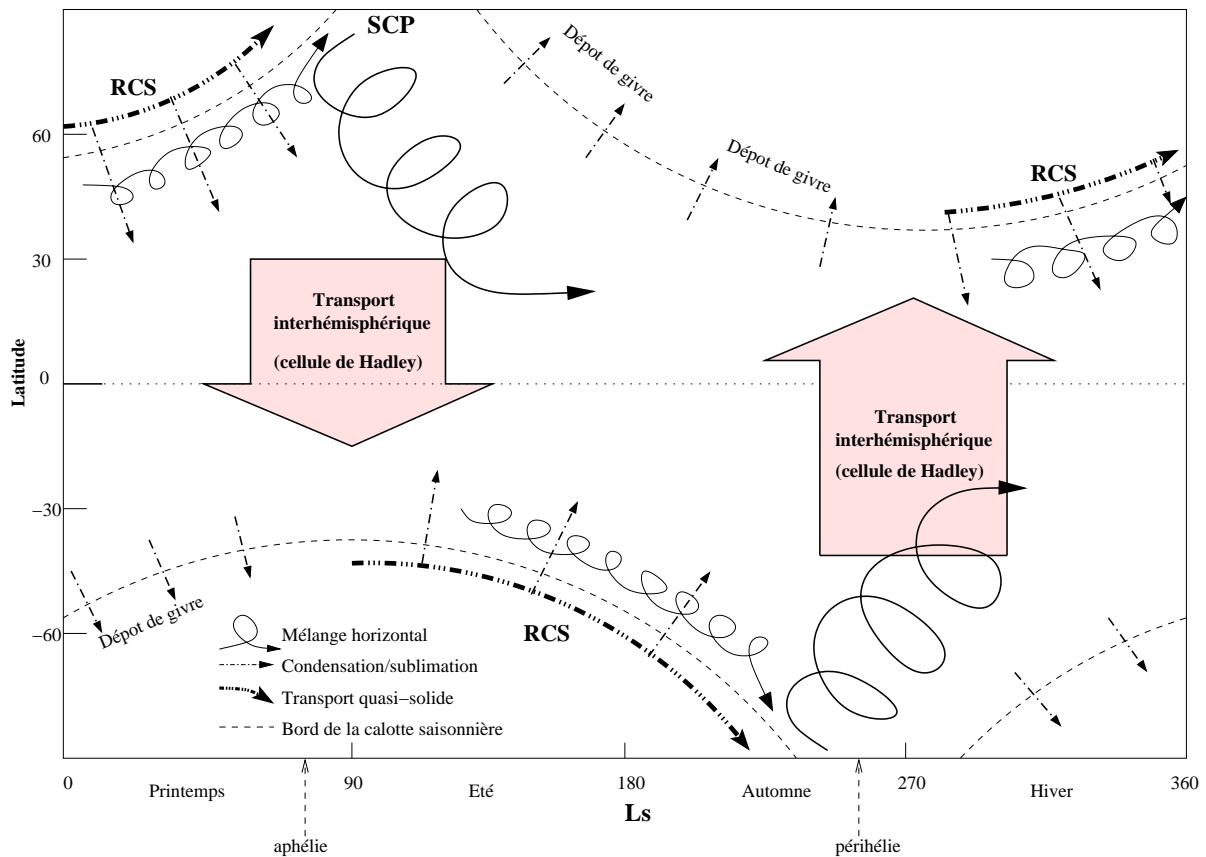 SCP
RCS
Dépot de givre
Dépot de givre
RCS
60
30
0
−30
−60
Latitude
Transport
interhémisphérique
(cellule de Hadley)
Transport
interhémisphérique
(cellule de Hadley)
RCS
Dépot de givre
Mélange horizontal
Condensation/sublimation
Transport quasi−solide
Bord de la calotte saisonnière
0
90
180
270
360
Printemps
Eté
Automne
Hiver
Ls
aphélie
périhélie